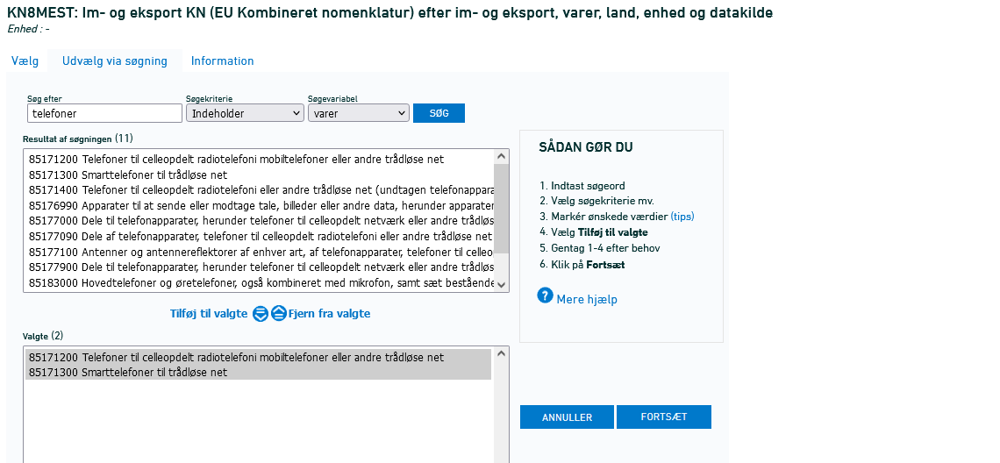 KN8MEST: Im- og eksport KN (EU Kombineret nomenklatur) efter im- og eksport, varer, land, enhed og datakilde
Enhed : -
Vælg Udvælg via søgning Information
Søg efter Søgekriterie Søgevariabel
telefoner Indeholder varer SØG
Resultat af søgningen (11)
85171200 Telefoner til celleopdelt radiotelefoni mobiltelefoner eller andre trådløse net
85171300 Smarttelefoner til trådløse net
85171400 Telefoner til celleopdelt radiotelefoni eller andre trådløse net (undtagen telefonappara
85176990 Apparater til at sende eller modtage tale, billeder eller andre data, herunder apparater
85177000 Dele til telefonapparater, herunder telefoner til celleopdelt netværk eller andre trådløs
85177090 Dele af telefonapparater, telefoner til celleopdelt radiotelefoni eller andre trådløse net
85177100 Antenner og antennereflektorer af enhver art, af telefonapparater, telefoner til celleo
85177900 Dele til telefonapparater, herunder telefoner til celleopdelt netværk eller andre trådløs
85183000 Hovedtelefoner og øretelefoner, også kombineret med mikrofon, samt sæt bestående
Tilføj til valgte Fjern fra valgte
Valgte (2)
85171200 Telefoner til celleopdelt radiotelefoni mobiltelefoner eller andre trådløse net
85171300 Smarttelefoner til trådløse net
SÅDAN GØR DU
1. Indtast søgeord
2. Vælg søgekriterie mv.
3. Markér ønskede værdier (tips)
4. Vælg Tilføj til valgte
5. Gentag 1-4 efter behov
6. Klik på Fortsæt
? Mere hjælp
ANNULLER FORTSÆT